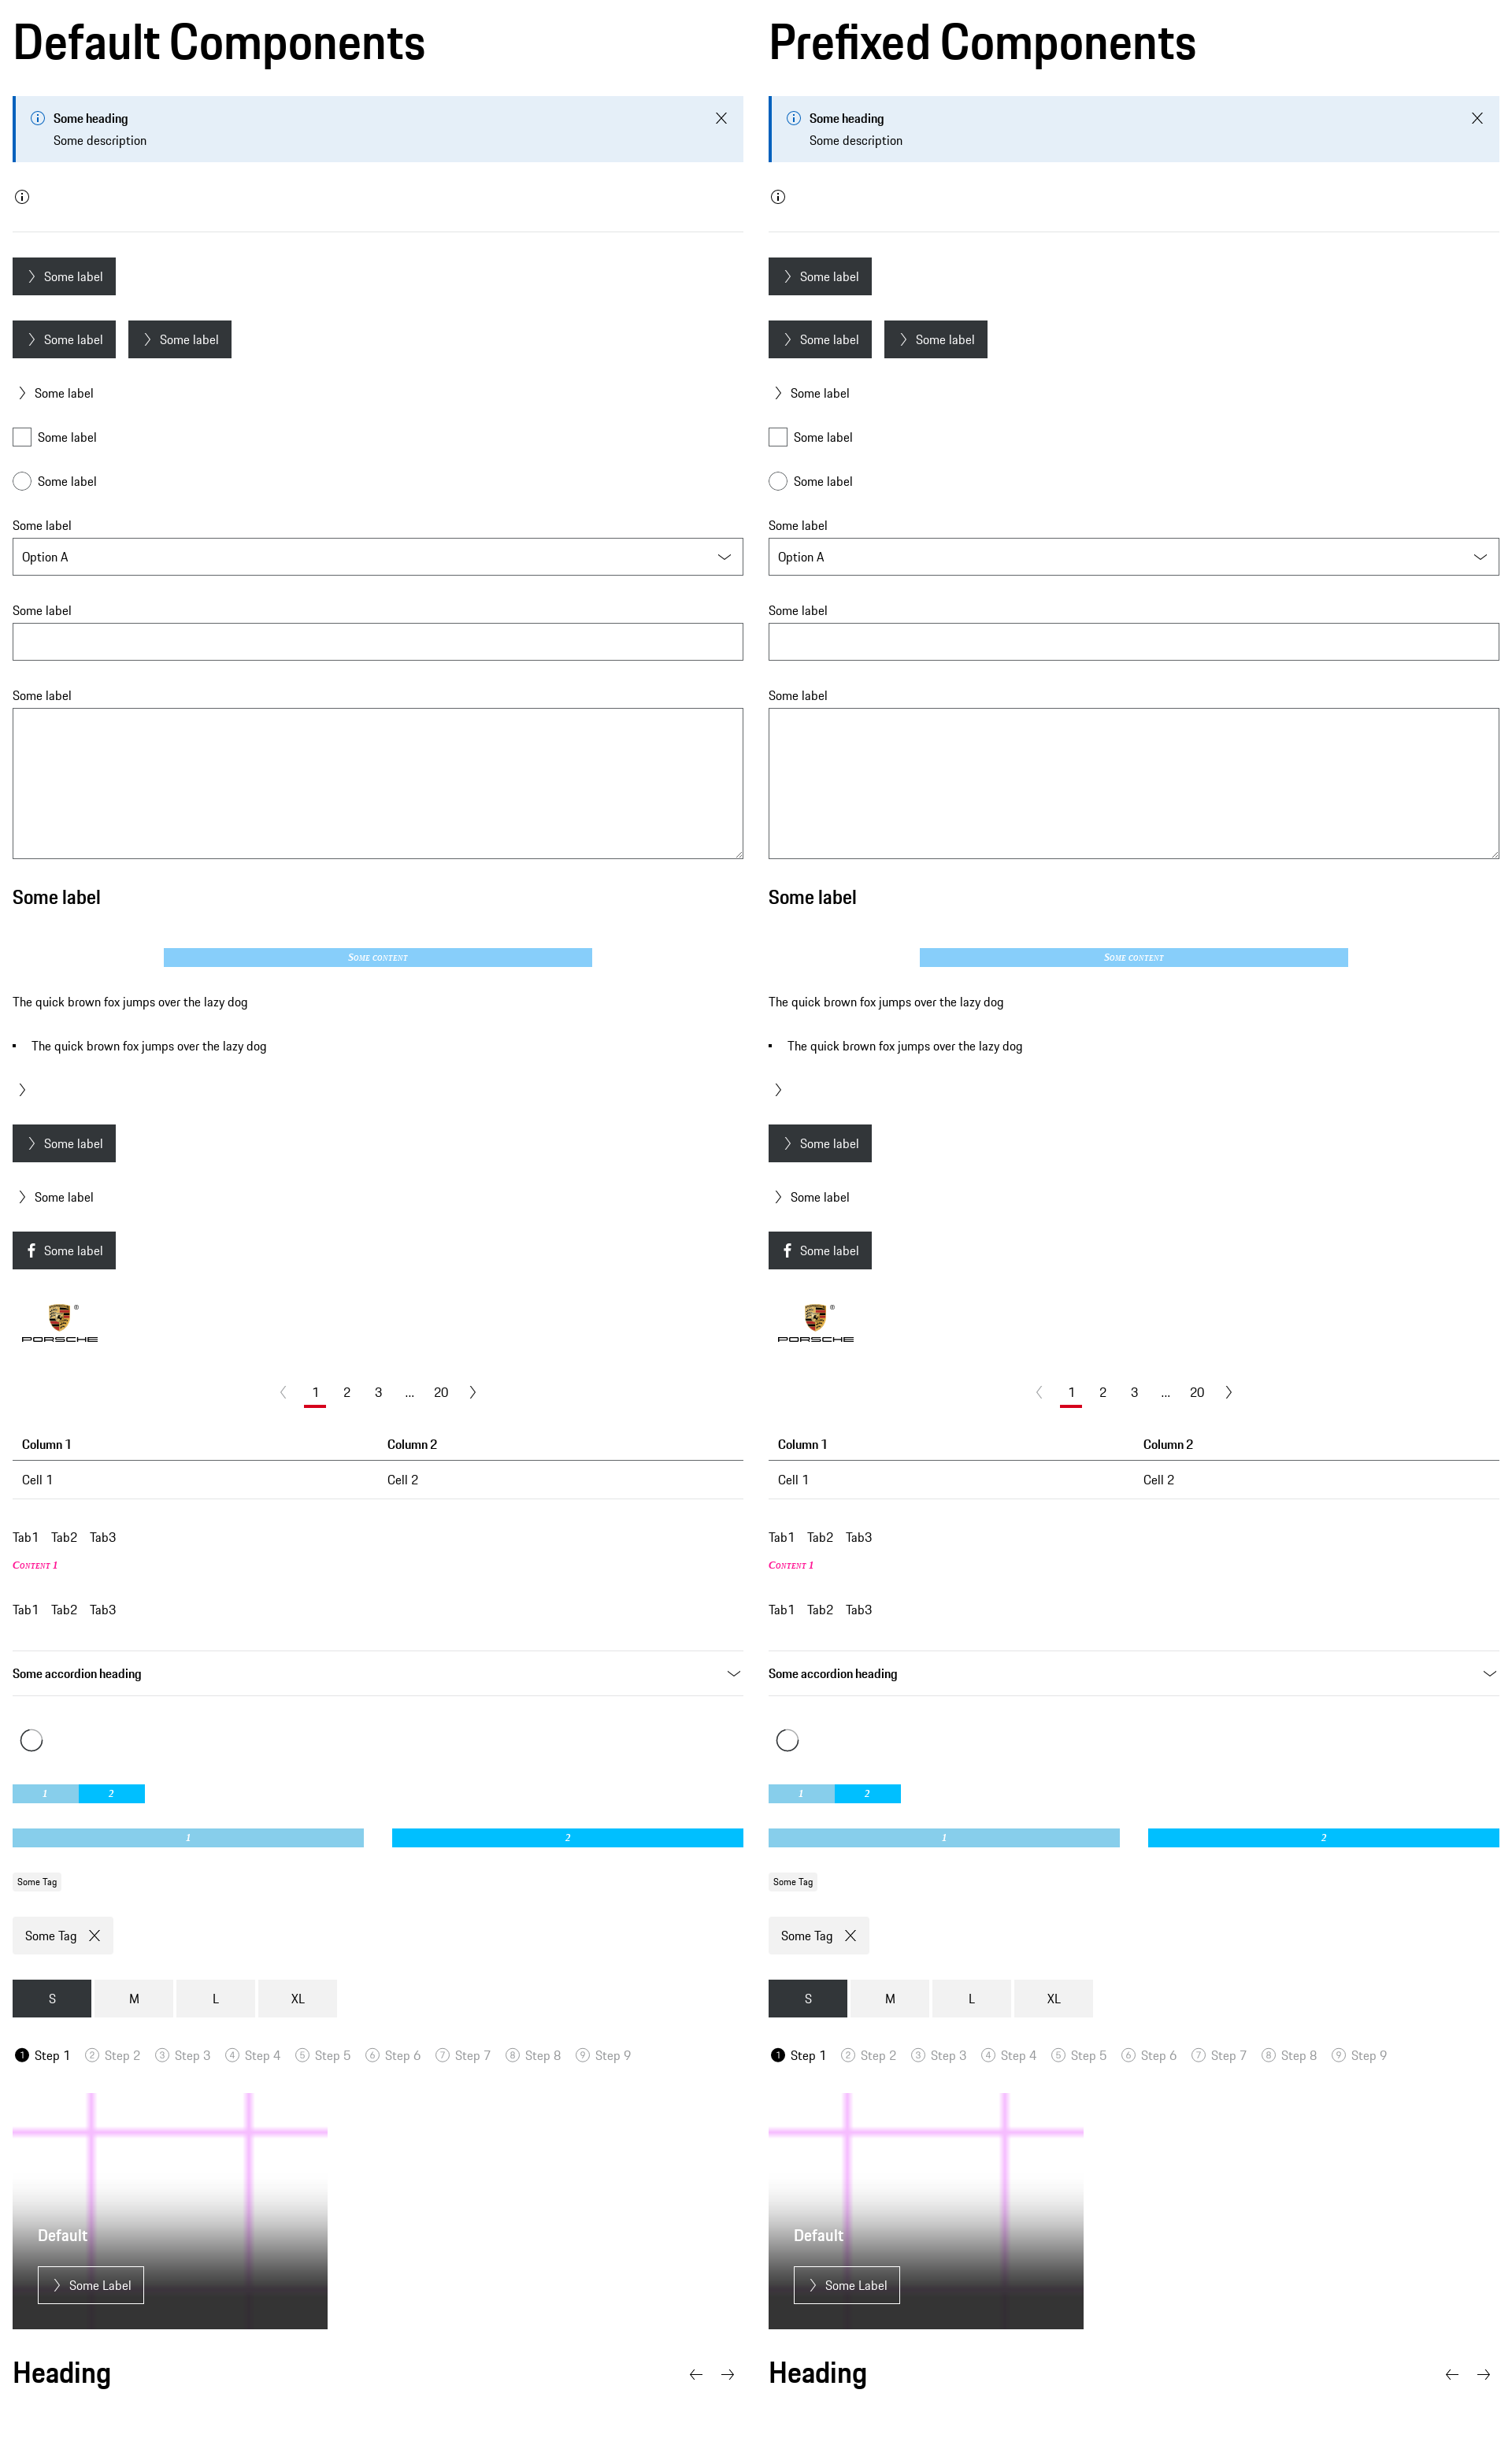 Default Components
Some heading
Some description
Some label
Some label Some label
Some label
Some label
Some label
Some label
Option A
Some label
Some label
Some label
Some content
The quick brown fox jumps over the lazy dog
The quick brown fox jumps over the lazy dog
Some label
Some label
Some label
PORSCHE
1 2 3 ... 20
Column 1 Column 2
Cell 1 Cell 2
Tab1 Tab2 Tab3
Content 1
Tab1 Tab2 Tab3
Some accordion heading
1 2
1 2
Some Tag
Some Tag
S M L XL
1 Step 1 2 Step 2 3 Step 3 4 Step 4 5 Step 5 6 Step 6 7 Step 7 8 Step 8 9 Step 9
Default
Some Label
Heading
Prefixed Components
Some heading
Some description
Some label
Some label Some label
Some label
Some label
Some label
Some label
Option A
Some label
Some label
Some label
Some content
The quick brown fox jumps over the lazy dog
The quick brown fox jumps over the lazy dog
Some label
Some label
Some label
PORSCHE
1 2 3 ... 20
Column 1 Column 2
Cell 1 Cell 2
Tab1 Tab2 Tab3
Content 1
Tab1 Tab2 Tab3
Some accordion heading
1 2
1 2
Some Tag
Some Tag
S M L XL
1 Step 1 2 Step 2 3 Step 3 4 Step 4 5 Step 5 6 Step 6 7 Step 7 8 Step 8 9 Step 9
Default
Some Label
Heading